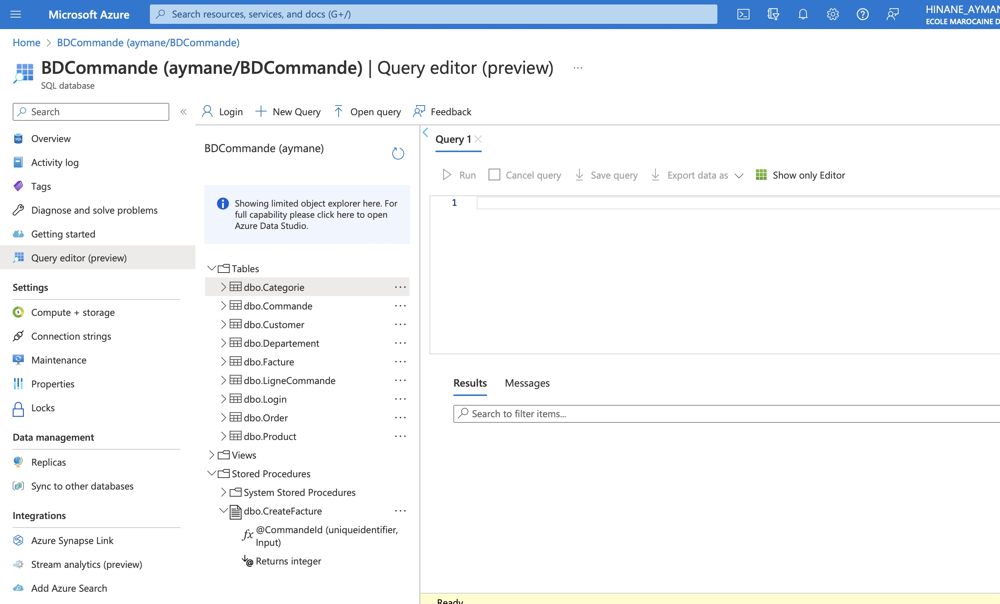 Microsoft Azure
Search resources, services, and docs (G+/)
HINANE_AYMAN
ECOLE MAROCAINE D
Home > BDCommande (aymane/BDCommande)
BDCommande (aymane/BDCommande) | Query editor (preview) ...
SQL database
Search
«
Login
New Query
Open query
Feedback
Overview
Activity log
Tags
Diagnose and solve problems
Getting started
Query editor (preview)
Settings
Compute + storage
Connection strings
Maintenance
Properties
Locks
Data management
Replicas
Sync to other databases
Integrations
Azure Synapse Link
Stream analytics (preview)
Add Azure Search
BDCommande (aymane)
Showing limited object explorer here. For
full capability please click here to open
Azure Data Studio.
Tables
dbo.Categorie ...
dbo.Commande ...
dbo.Customer ...
dbo.Departement ...
dbo.Facture ...
dbo.LigneCommande ...
dbo.Login ...
dbo.Order ...
dbo.Product ...
Views
Stored Procedures
System Stored Procedures
dbo.CreateFacture ...
@CommandeId (uniqueidentifier,
Input)
Returns integer
Query 1
Run
Cancel query
Save query
Export data as
Show only Editor
1
Results
Messages
Search to filter items...
Ready